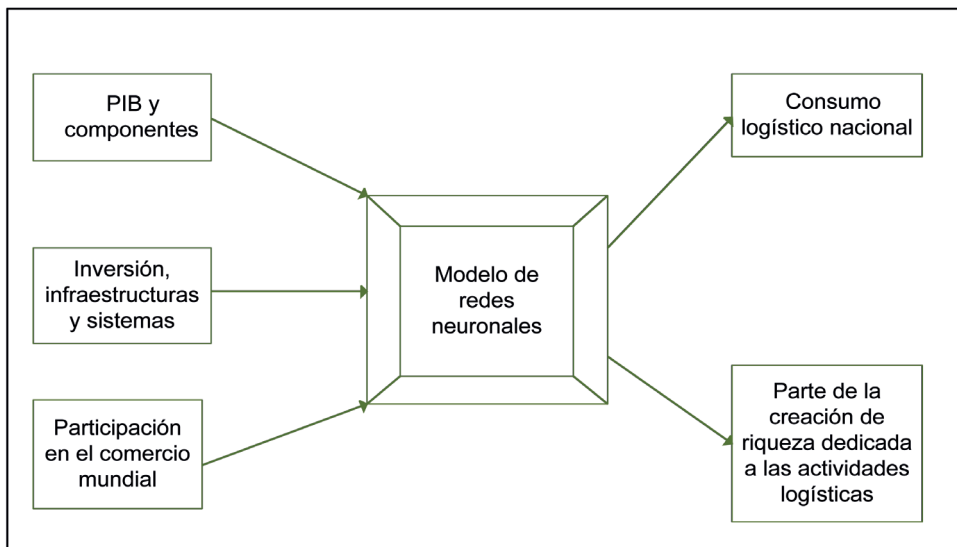 PIB y
componentes
Inversión,
infraestructuras
y sistemas
Participación
en el comercio
mundial
Modelo de
redes
neuronales
Consumo
logístico nacional
Parte de la
creación de
riqueza dedicada
a las actividades
logísticas